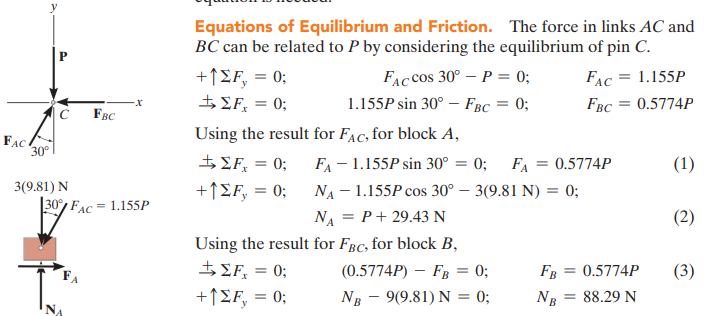 equation is needed.
Equations of Equilibrium and Friction. The force in links AC and
BC can be related to P by considering the equilibrium of pin C.
+↑ΣF_y = 0; F_AC cos 30° − P = 0; F_AC = 1.155P
→+ ΣF_x = 0; 1.155P sin 30° − F_BC = 0; F_BC = 0.5774P
Using the result for F_AC, for block A,
→+ ΣF_x = 0; F_A − 1.155P sin 30° = 0; F_A = 0.5774P (1)
+↑ΣF_y = 0; N_A − 1.155P cos 30° − 3(9.81 N) = 0;
N_A = P + 29.43 N (2)
Using the result for F_BC, for block B,
→+ ΣF_x = 0; (0.5774P) − F_B = 0; F_B = 0.5774P (3)
+↑ΣF_y = 0; N_B − 9(9.81) N = 0; N_B = 88.29 N
y
P
x
C
F_BC
F_AC
30°
3(9.81) N
30°
F_AC = 1.155P
F_A
N_A